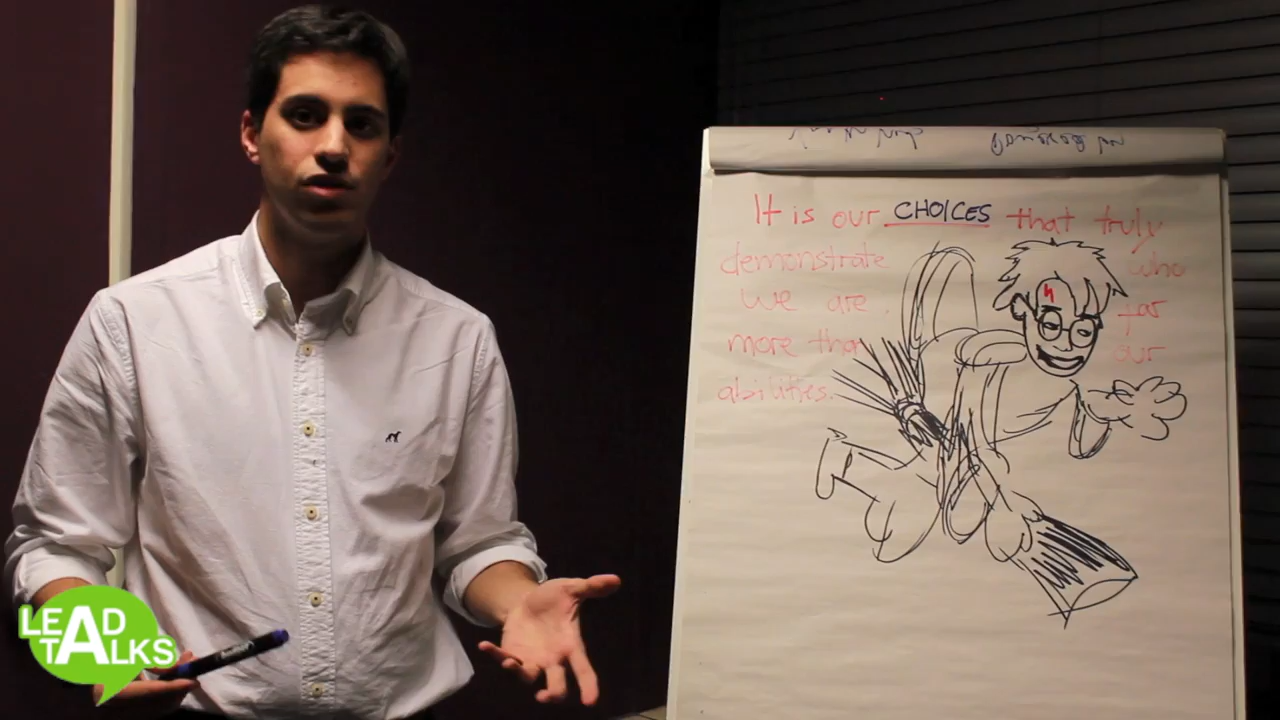 It is our CHOICES that truly
demonstrate who
we are, far
more than our
abilities.
LEAD
TALKS